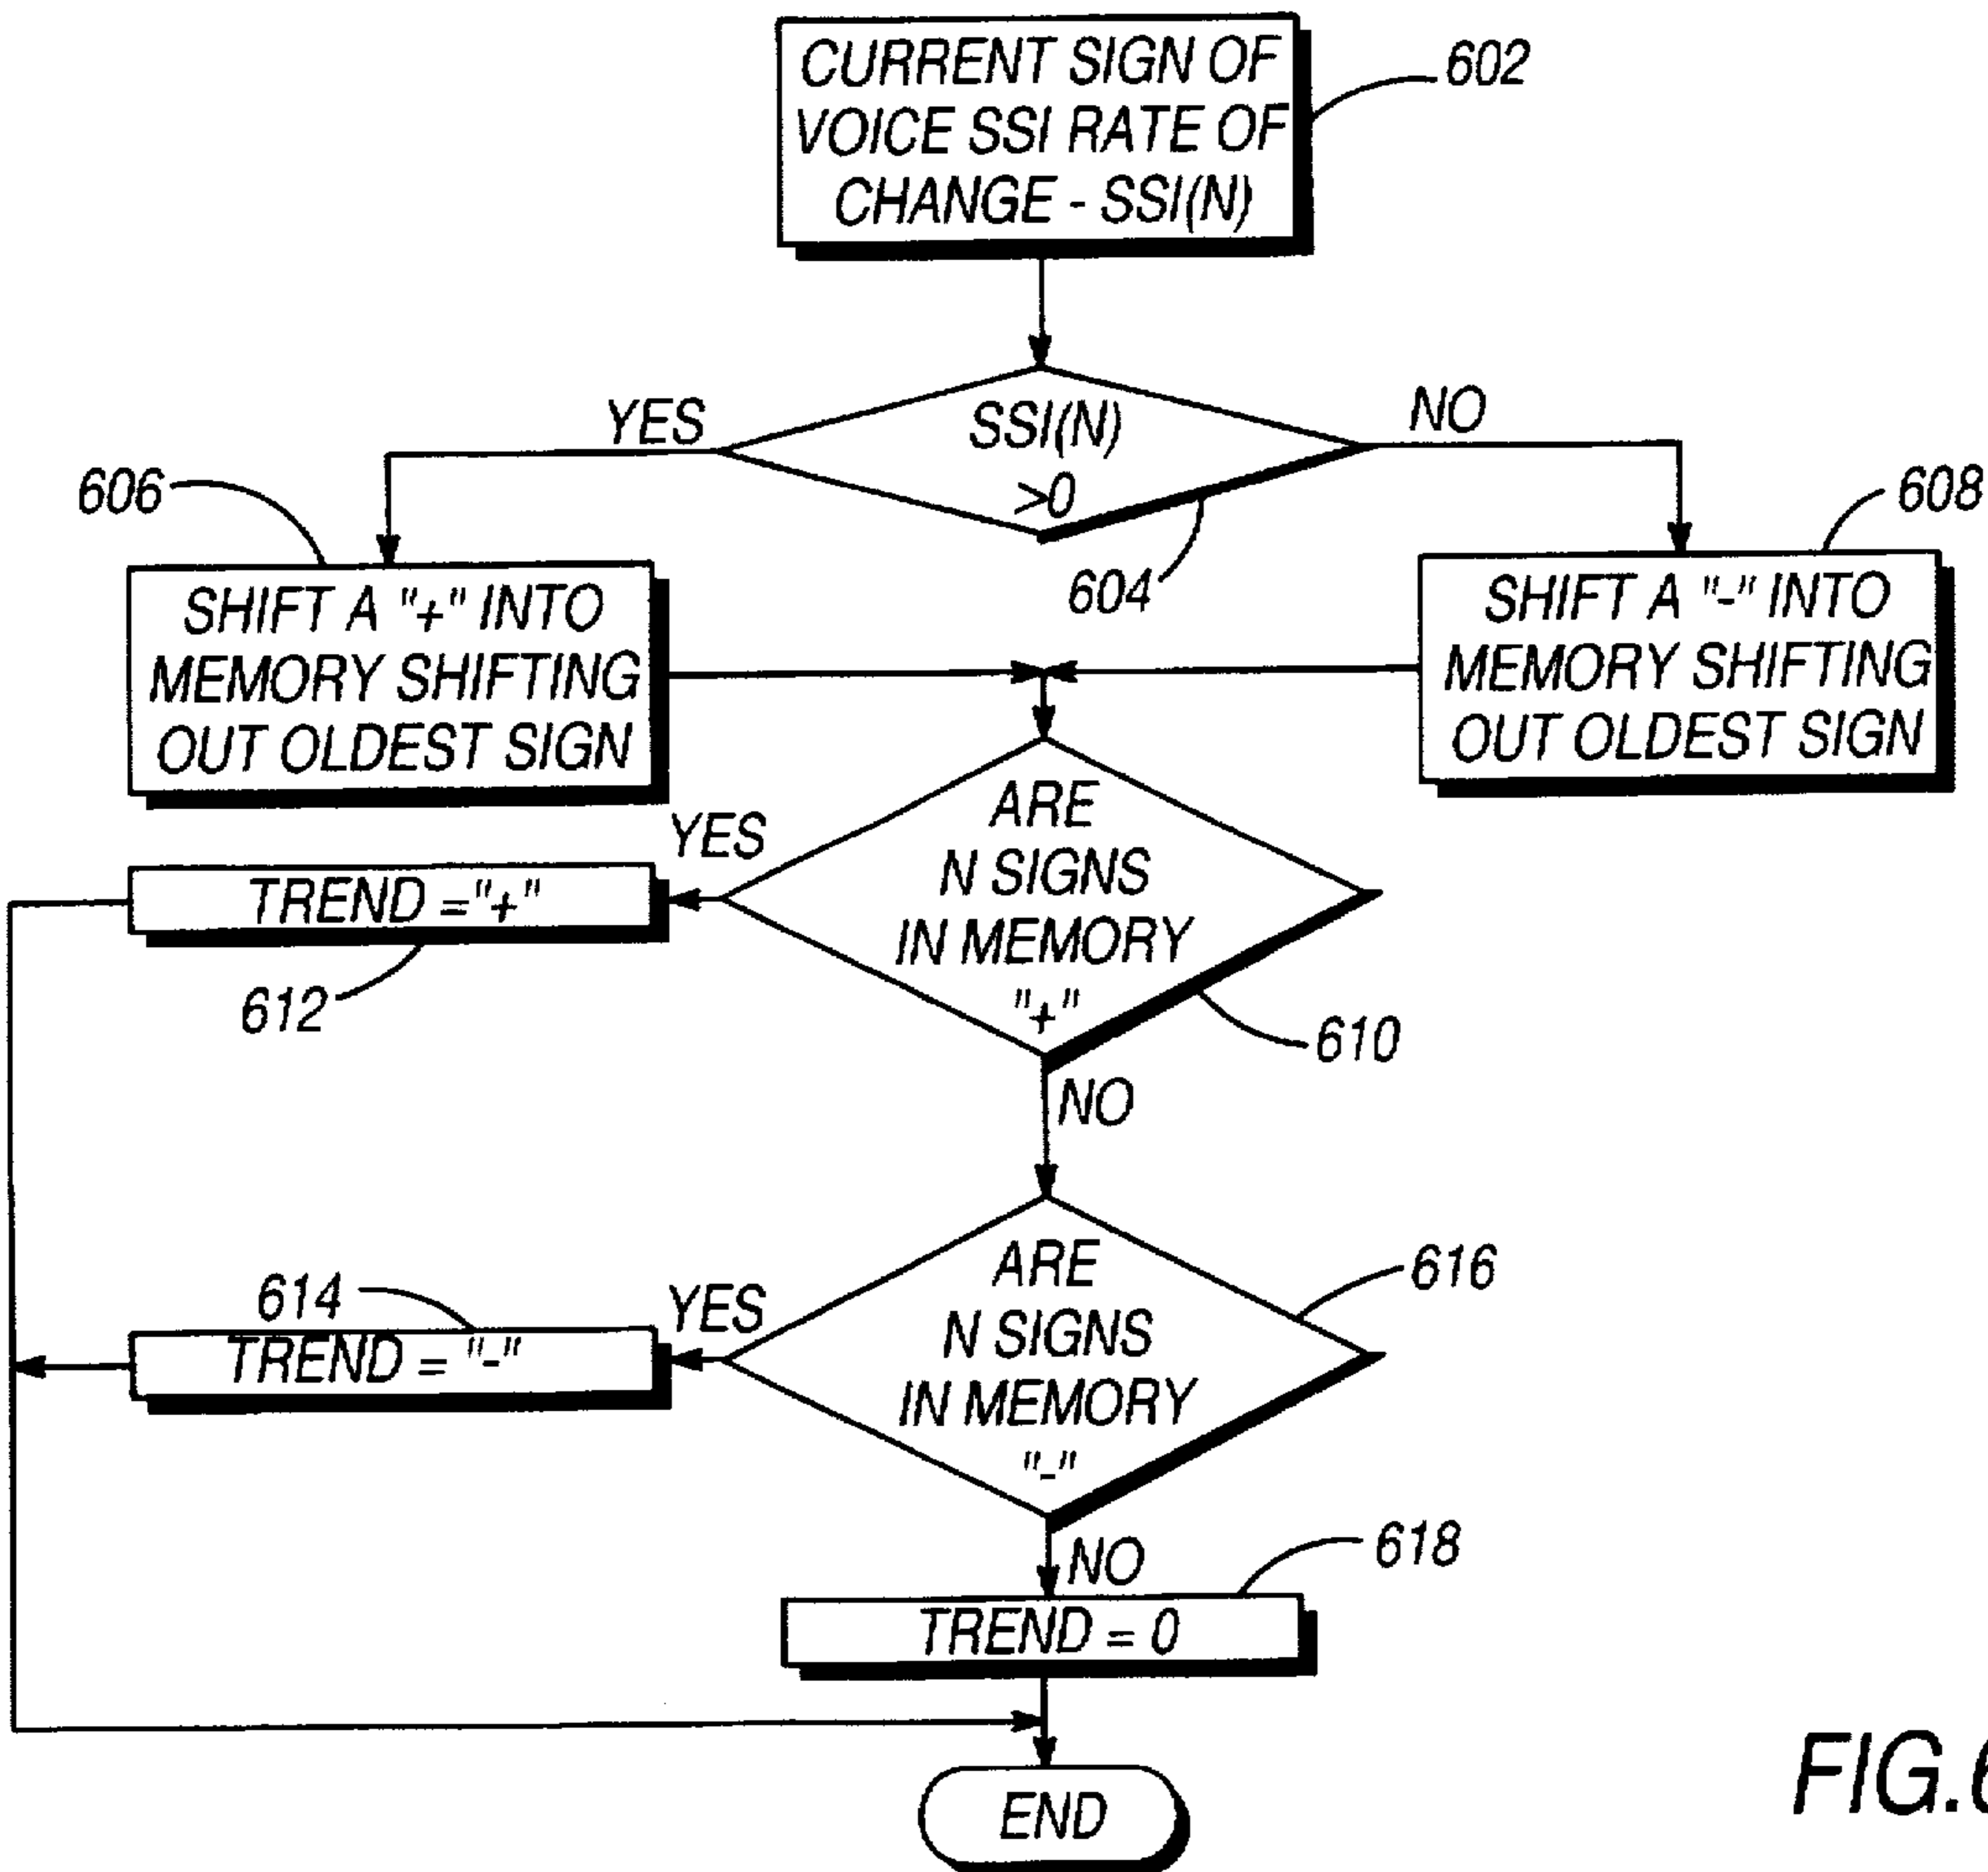 CURRENT SIGN OF
VOICE SSI RATE OF
CHANGE - SSI(N)
602
YES
SSI(N)
>0
NO
604
606
608
SHIFT A "+" INTO
MEMORY SHIFTING
OUT OLDEST SIGN
SHIFT A "-" INTO
MEMORY SHIFTING
OUT OLDEST SIGN
YES
ARE
N SIGNS
IN MEMORY
"+"
610
TREND ="+"
612
NO
614
YES
ARE
N SIGNS
IN MEMORY
"-"
616
TREND = "-"
NO
618
TREND = 0
END
FIG.6